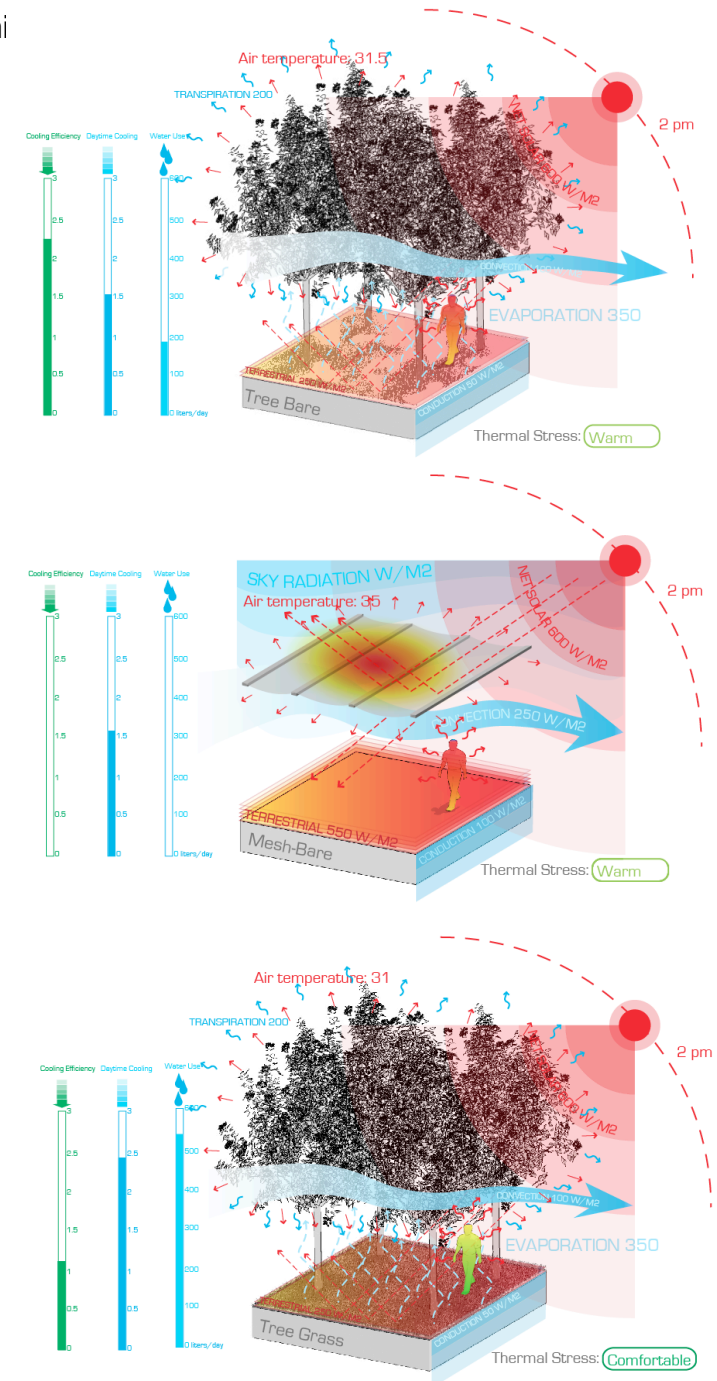 Air temperature: 31.5
TRANSPIRATION 200
2 pm
Cooling Efficiency
Daytime Cooling
Water Use
3
2.5
2
1.5
1
0.5
0
3
2.5
2
1.5
1
0.5
0
600
500
400
300
200
100
0 liters/day
EVAPORATION 350
TERRESTRIAL 250 W/M2
CONDUCTION 50 W/M2
Tree Bare
Thermal Stress: Warm
Cooling Efficiency
Daytime Cooling
Water Use
3
2.5
2
1.5
1
0.5
0
3
2.5
2
1.5
1
0.5
0
600
500
400
300
200
100
0 liters/day
SKY RADIATION W/M2
Air temperature: 35
NET SOLAR 600 W/M2
2 pm
CONVECTION 250 W/M2
TERRESTRIAL 550 W/M2
CONDUCTION 100 W/M2
Mesh-Bare
Thermal Stress: Warm
Air temperature: 31
TRANSPIRATION 200
2 pm
Cooling Efficiency
Daytime Cooling
Water Use
3
2.5
2
1.5
1
0.5
0
3
2.5
2
1.5
1
0.5
0
600
500
400
300
200
100
0 liters/day
CONVECTION 100 W/M2
EVAPORATION 350
CONDUCTION 50 W/M2
Tree Grass
Thermal Stress: Comfortable